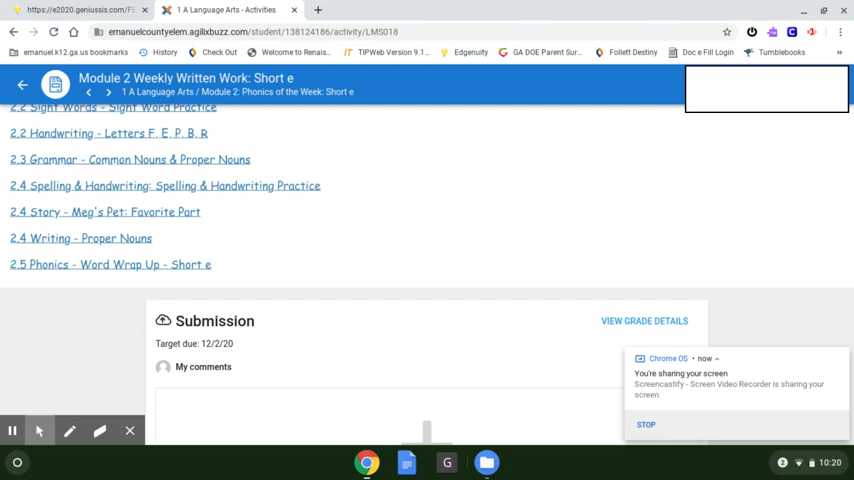 https://e2020.geniussis.com/FE
1 A Language Arts - Activities
emanuelcountyelem.agilixbuzz.com/student/138124186/activity/LMS018
emanuel.k12.ga.us bookmarks
History
Check Out
Welcome to Renais...
TIPWeb Version 9.1...
Edgenuity
GA DOE Parent Sur...
Follett Destiny
Doc e Fill Login
Tumblebooks
Module 2 Weekly Written Work: Short e
1 A Language Arts / Module 2: Phonics of the Week: Short e
2.2 Sight Words - Sight Word Practice
2.2 Handwriting - Letters F, E, P, B, R
2.3 Grammar - Common Nouns & Proper Nouns
2.4 Spelling & Handwriting: Spelling & Handwriting Practice
2.4 Story - Meg's Pet: Favorite Part
2.4 Writing - Proper Nouns
2.5 Phonics - Word Wrap Up - Short e
Submission
VIEW GRADE DETAILS
Target due: 12/2/20
My comments
Chrome OS • now
You're sharing your screen
Screencastify - Screen Video Recorder is sharing your
screen.
STOP
G
2
10:20